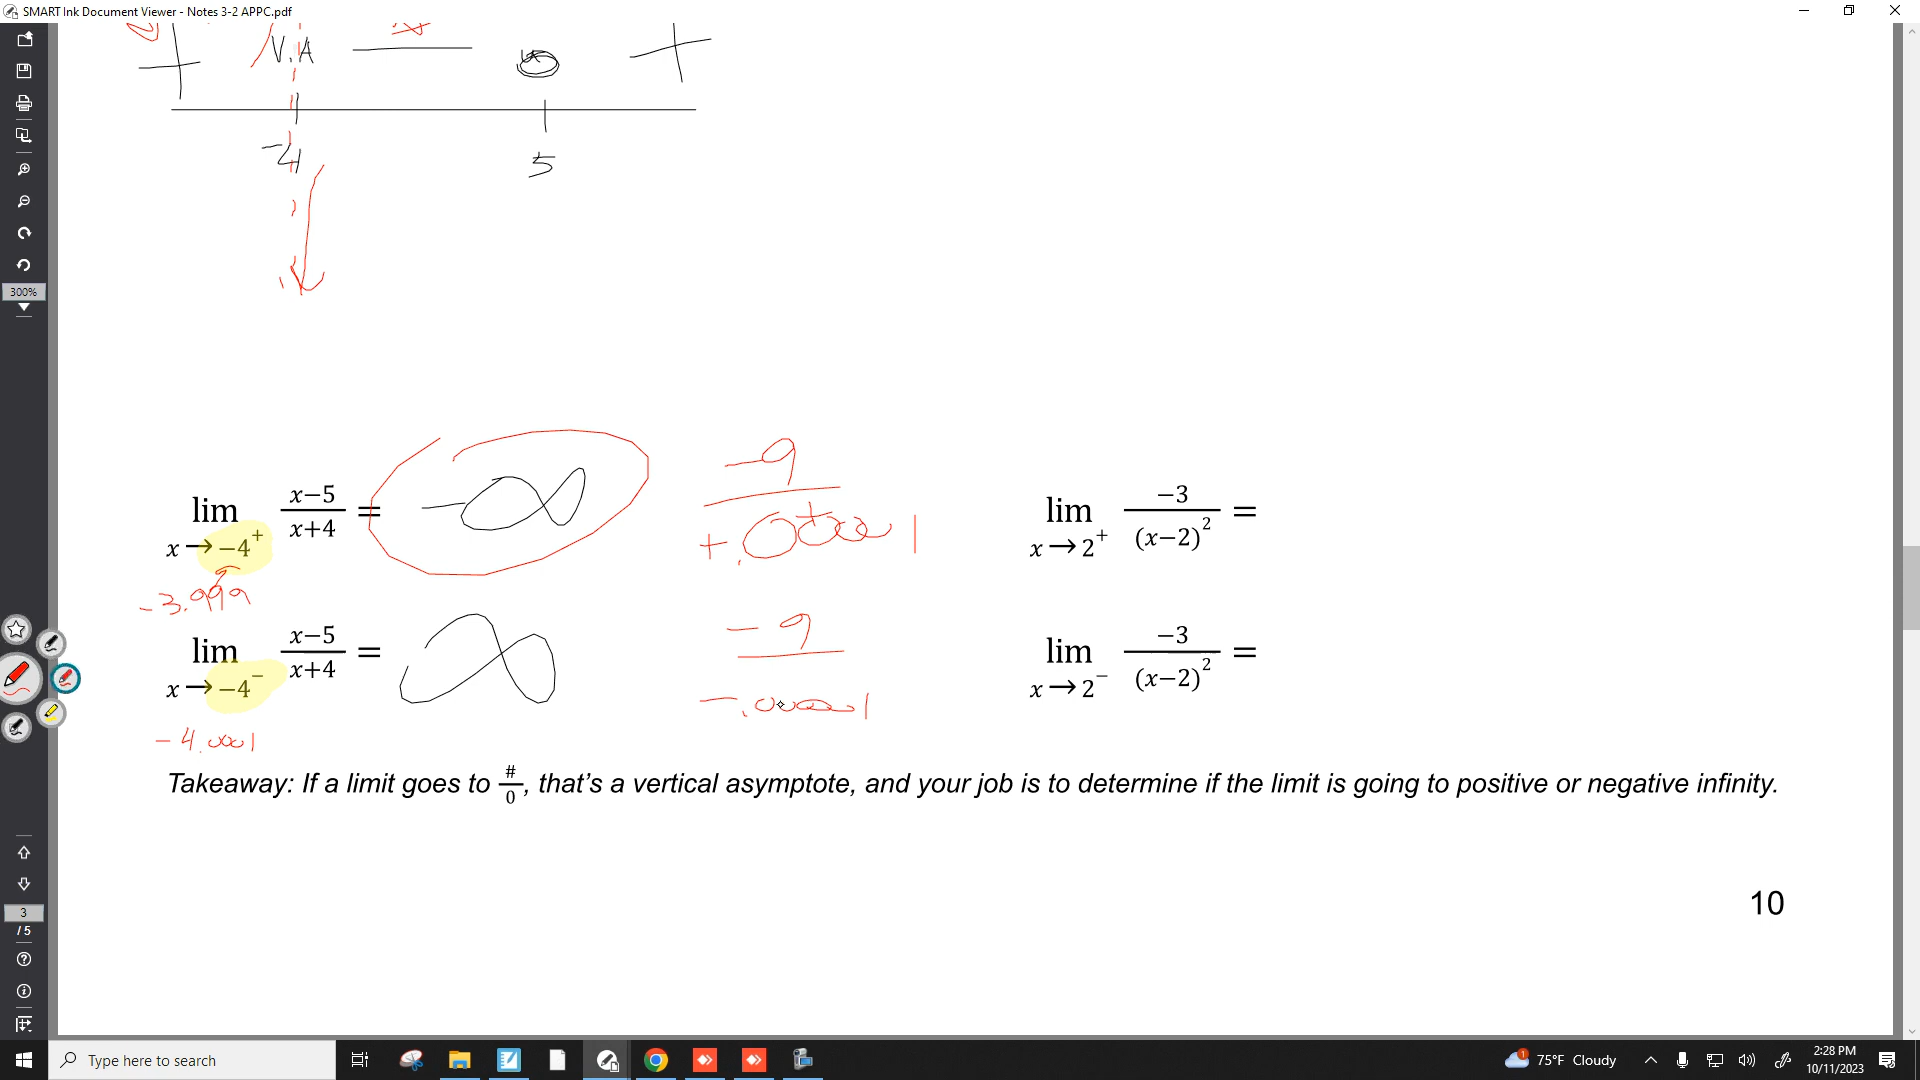 SMART Ink Document Viewer - Notes 3-2 APPC.pdf
+ V.A — + 
-4 5
lim x→-4⁺ (x-5)/(x+4) = -∞ -9/+.00001
-3.999
lim x→-4⁻ (x-5)/(x+4) = ∞ -9/-.000001
-4.0001
lim x→2⁺ -3/(x-2)² =
lim x→2⁻ -3/(x-2)² =
Takeaway: If a limit goes to #/0, that's a vertical asymptote, and your job is to determine if the limit is going to positive or negative infinity.
10
300%
3
/ 5
Type here to search
75°F Cloudy
2:28 PM
10/11/2023